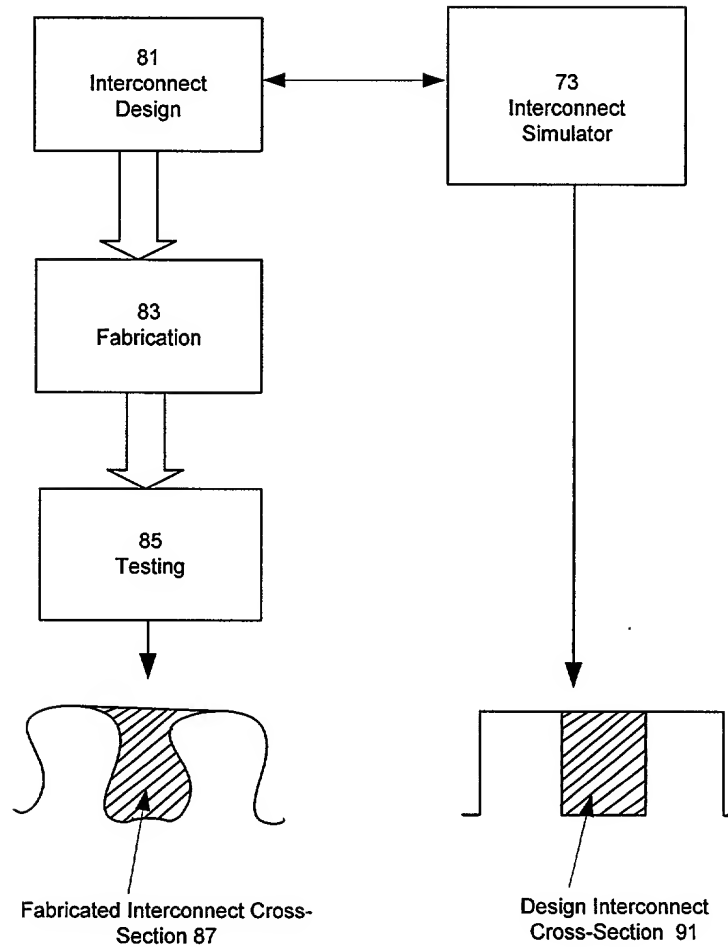 81
Interconnect
Design
73
Interconnect
Simulator
83
Fabrication
85
Testing
Fabricated Interconnect Cross-
Section 87
Design Interconnect
Cross-Section 91